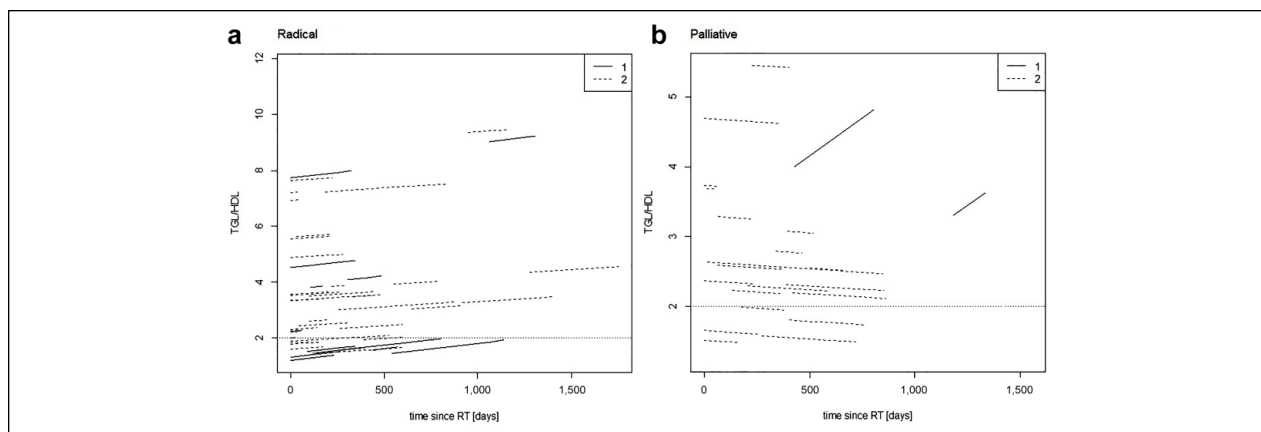 a Radical
12
10
8
6
4
2
TGL/HDL
1
2
0 500 1,000 1,500
time since RT [days]
b Palliative
5
4
3
2
TGL/HDL
1
2
0 500 1,000 1,500
time since RT [days]